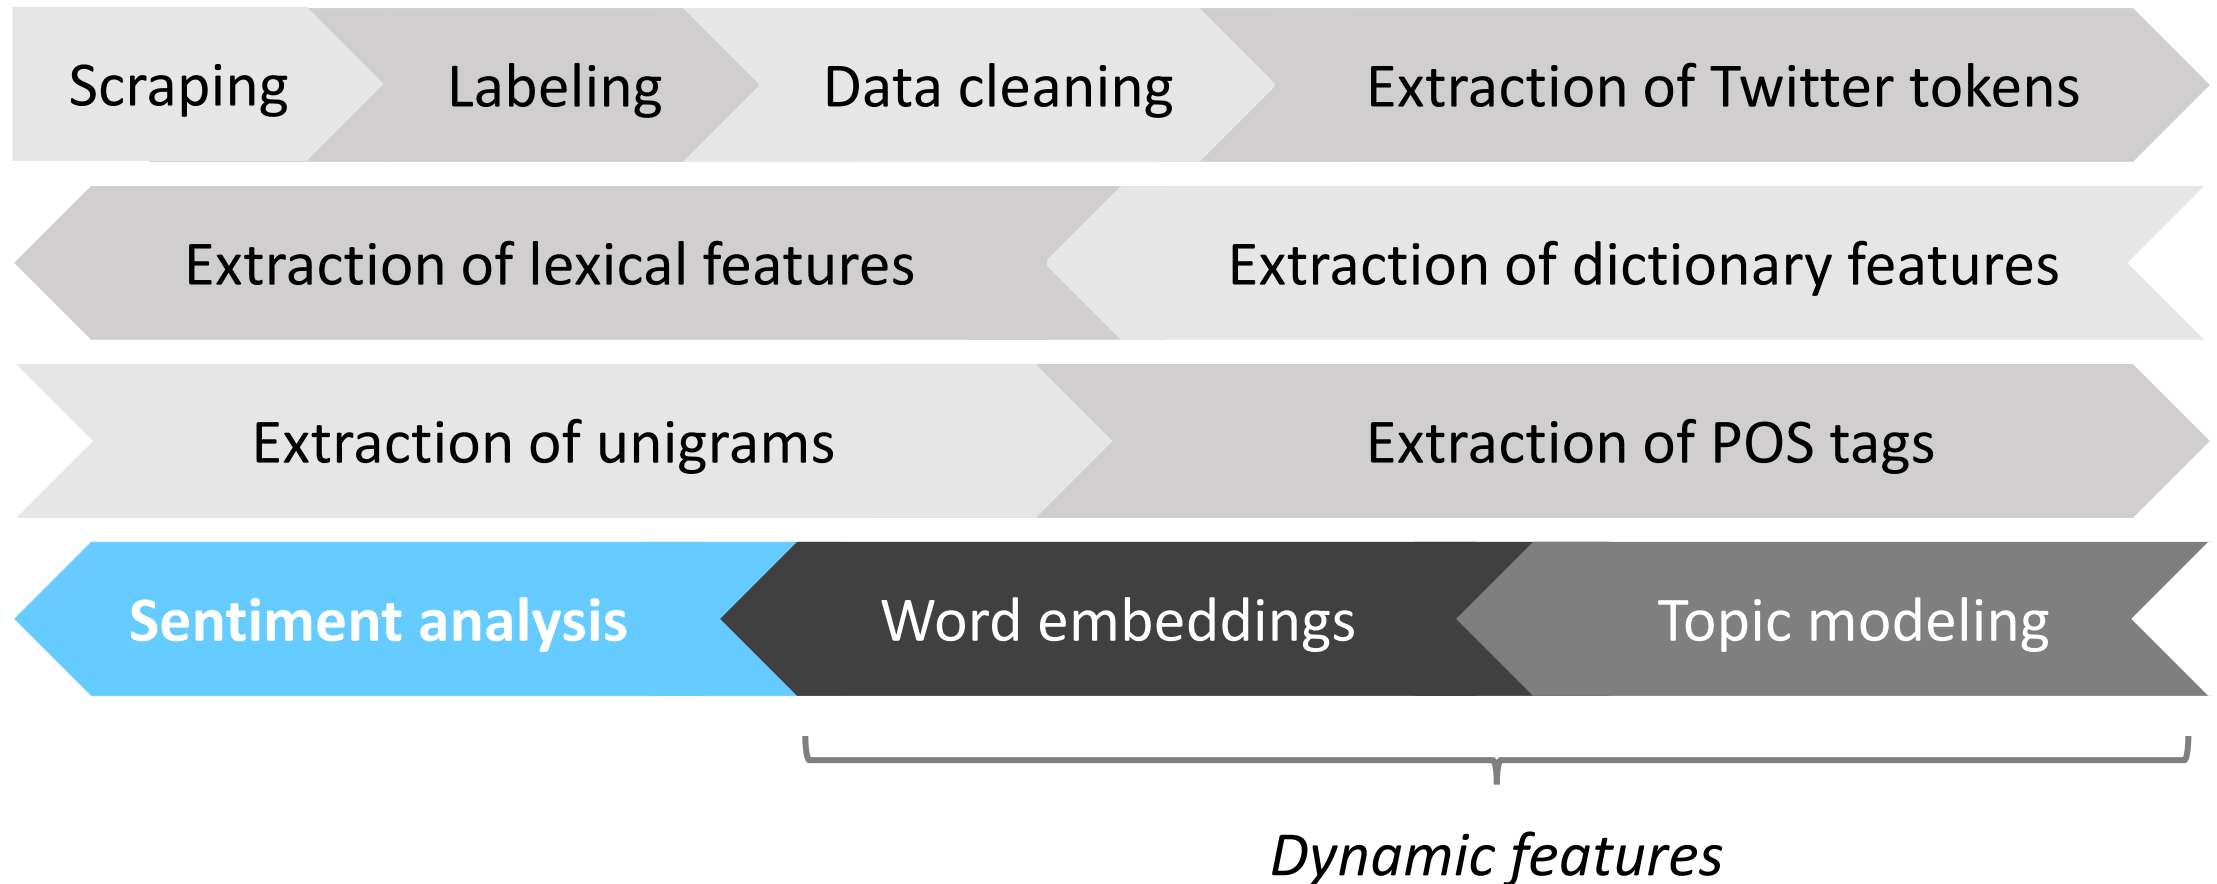 Scraping
Labeling
Data cleaning
Extraction of Twitter tokens
Extraction of lexical features
Extraction of dictionary features
Extraction of unigrams
Extraction of POS tags
Sentiment analysis
Word embeddings
Topic modeling
Dynamic features